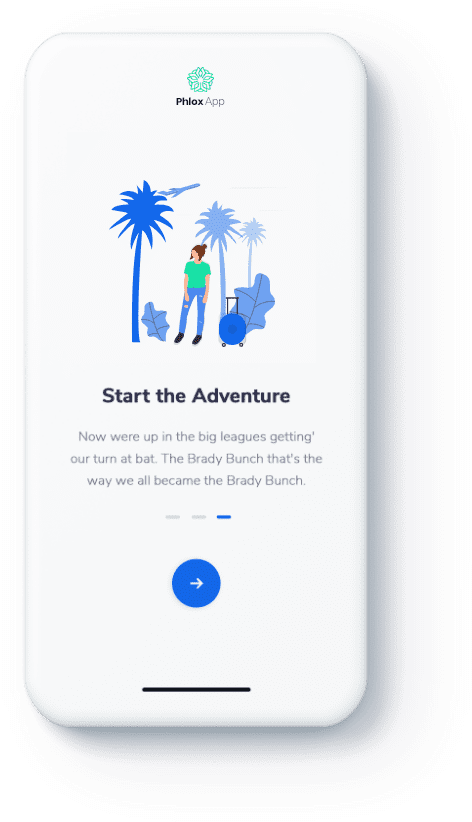 Phlox App
Start the Adventure
Now were up in the big leagues getting'
our turn at bat. The Brady Bunch that's the
way we all became the Brady Bunch.